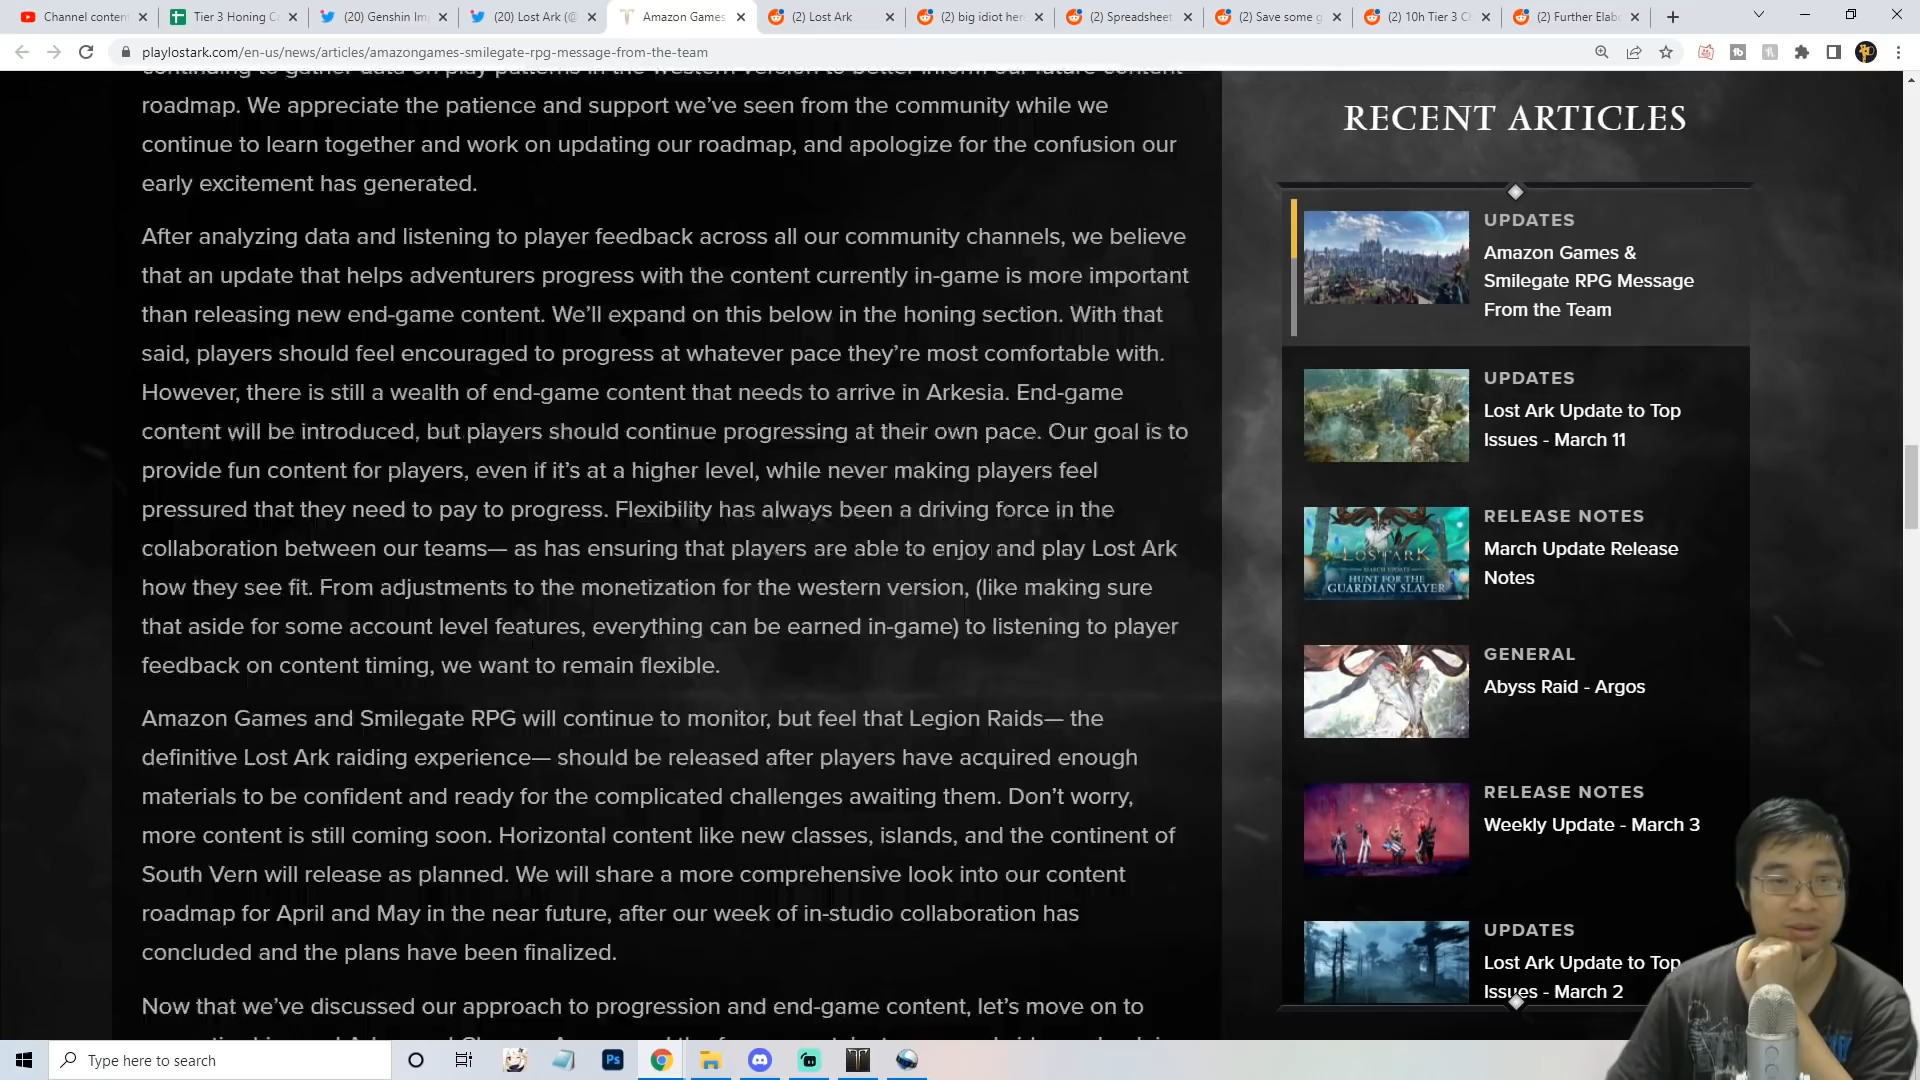 Channel content
Tier 3 Honing C
(20) Genshin Im
(20) Lost Ark (@
Amazon Games
(2) Lost Ark
(2) big idiot her
(2) Spreadsheet
(2) Save some g
(2) 10h Tier 3 C
(2) Further Elab
playlostark.com/en-us/news/articles/amazongames-smilegate-rpg-message-from-the-team
continuing to gather data on play patterns in the western version to better inform our future content
roadmap. We appreciate the patience and support we've seen from the community while we
continue to learn together and work on updating our roadmap, and apologize for the confusion our
early excitement has generated.
After analyzing data and listening to player feedback across all our community channels, we believe
that an update that helps adventurers progress with the content currently in-game is more important
than releasing new end-game content. We'll expand on this below in the honing section. With that
said, players should feel encouraged to progress at whatever pace they're most comfortable with.
However, there is still a wealth of end-game content that needs to arrive in Arkesia. End-game
content will be introduced, but players should continue progressing at their own pace. Our goal is to
provide fun content for players, even if it's at a higher level, while never making players feel
pressured that they need to pay to progress. Flexibility has always been a driving force in the
collaboration between our teams— as has ensuring that players are able to enjoy and play Lost Ark
how they see fit. From adjustments to the monetization for the western version, (like making sure
that aside for some account level features, everything can be earned in-game) to listening to player
feedback on content timing, we want to remain flexible.
Amazon Games and Smilegate RPG will continue to monitor, but feel that Legion Raids— the
definitive Lost Ark raiding experience— should be released after players have acquired enough
materials to be confident and ready for the complicated challenges awaiting them. Don't worry,
more content is still coming soon. Horizontal content like new classes, islands, and the continent of
South Vern will release as planned. We will share a more comprehensive look into our content
roadmap for April and May in the near future, after our week of in-studio collaboration has
concluded and the plans have been finalized.
Now that we've discussed our approach to progression and end-game content, let's move on to
RECENT ARTICLES
UPDATES
Amazon Games &
Smilegate RPG Message
From the Team
UPDATES
Lost Ark Update to Top
Issues - March 11
LOST ARK
MARCH UPDATE
HUNT FOR THE
GUARDIAN SLAYER
RELEASE NOTES
March Update Release
Notes
GENERAL
Abyss Raid - Argos
RELEASE NOTES
Weekly Update - March 3
UPDATES
Lost Ark Update to Top
Issues - March 2
Type here to search
Ps